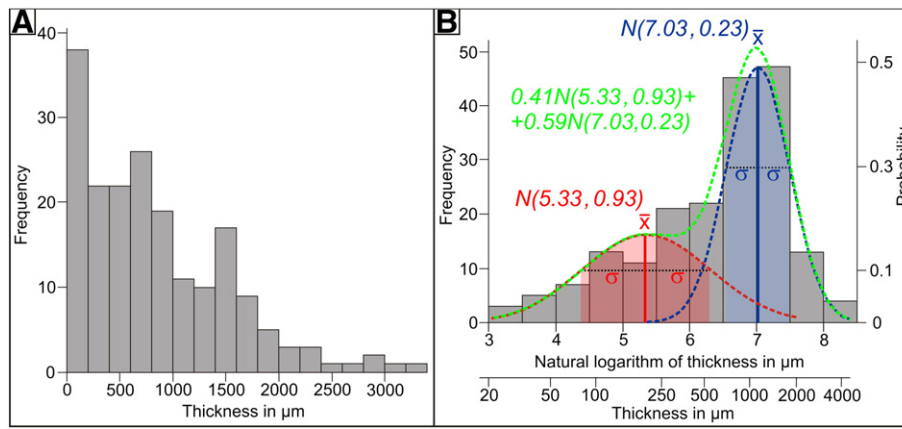 A
40
30
20
10
0
Frequency
0 500 1000 1500 2000 2500 3000
Thickness in µm
B
N(7.03, 0.23)
x̄
0.41N(5.33, 0.93)+
+0.59N(7.03,0.23)
N(5.33, 0.93)
x̄
σ σ
σ σ
50
40
30
20
10
0
Frequency
0.5
0.3
0.1
0
Probability
3 4 5 6 7 8
Natural logarithm of thickness in µm
20 50 100 250 500 1000 2000 4000
Thickness in µm